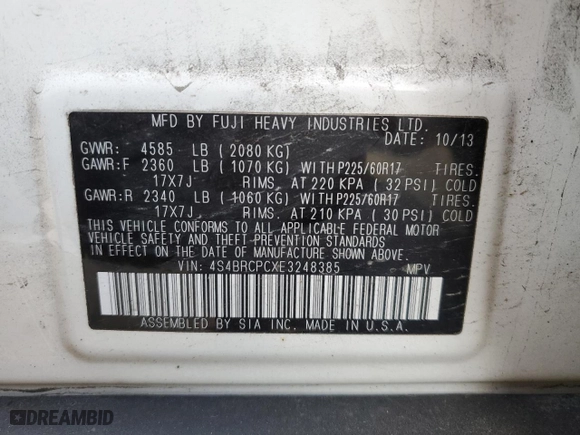 MFD BY FUJI HEAVY INDUSTRIES LTD.
DATE: 10/13
GVWR: 4585 LB ( 2080 KG)
GAWR:F 2360 LB ( 1070 KG) WITH P225/60R17 TIRES.
17X7J RIMS. AT 220 KPA ( 32 PSI) COLD
GAWR:R 2340 LB ( 1060 KG) WITH P225/60R17 TIRES.
17X7J RIMS. AT 210 KPA ( 30 PSI) COLD
THIS VEHICLE CONFORMS TO ALL APPLICABLE FEDERAL MOTOR
VEHICLE SAFETY AND THEFT PREVENTION STANDARDS
IN EFFECT ON THE DATE OF MANUFACTURE SHOWN ABOVE.
VIN: 4S4BRCPCXE3248385 MPV
ASSEMBLED BY SIA INC. MADE IN U.S.A.
DREAMBID